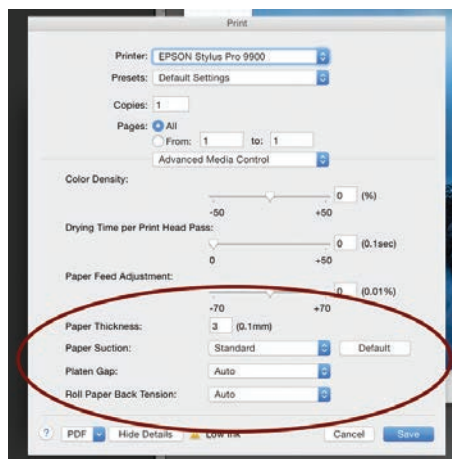 Print
Printer: EPSON Stylus Pro 9900
Presets: Default Settings
Copies: 1
Pages: All
From: 1 to: 1
Advanced Media Control
Color Density:
0 (%)
-50 +50
Drying Time per Print Head Pass:
0 (0.1sec)
0 +50
Paper Feed Adjustment:
0 (0.01%)
-70 +70
Paper Thickness: 3 (0.1mm)
Paper Suction: Standard Default
Platen Gap: Auto
Roll Paper Back Tension: Auto
? PDF Hide Details Low Ink Cancel Save